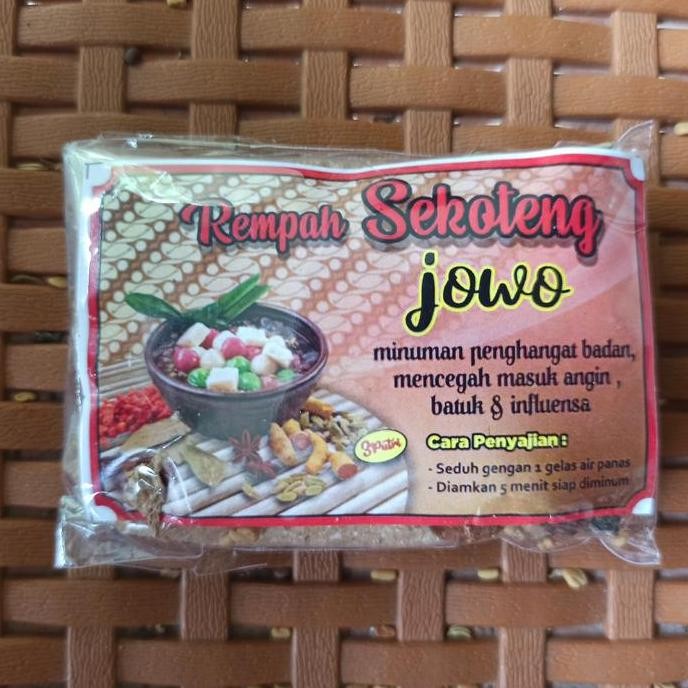 Rempah Sekoteng
jowo
minuman penghangat badan,
mencegah masuk angin ,
batuk & influensa
3Putri
Cara Penyajian :
- Seduh gengan 1 gelas air panas
- Diamkan 5 menit siap diminum